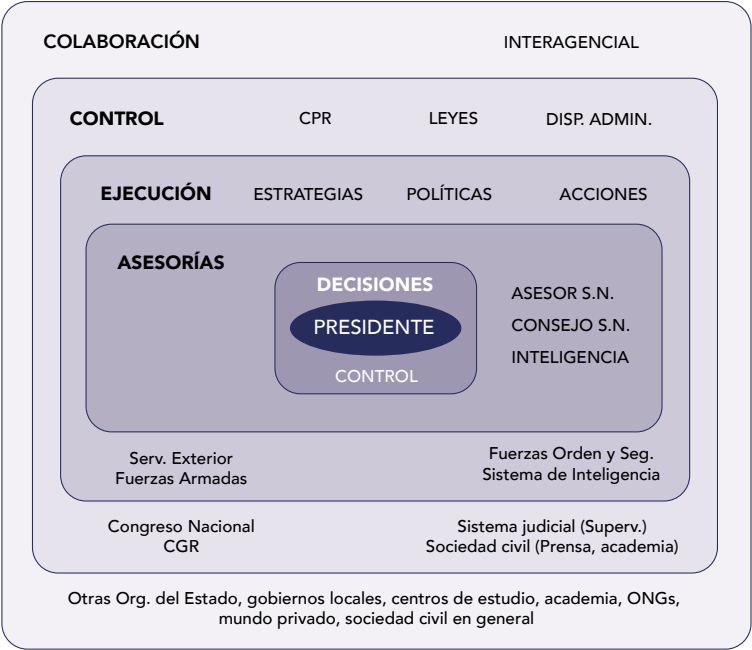 COLABORACIÓN INTERAGENCIAL
CONTROL CPR LEYES DISP. ADMIN.
EJECUCIÓN ESTRATEGIAS POLÍTICAS ACCIONES
ASESORÍAS
DECISIONES
PRESIDENTE
CONTROL
ASESOR S.N.
CONSEJO S.N.
INTELIGENCIA
Serv. Exterior
Fuerzas Armadas
Fuerzas Orden y Seg.
Sistema de Inteligencia
Congreso Nacional
CGR
Sistema judicial (Superv.)
Sociedad civil (Prensa, academia)
Otras Org. del Estado, gobiernos locales, centros de estudio, academia, ONGs,
mundo privado, sociedad civil en general